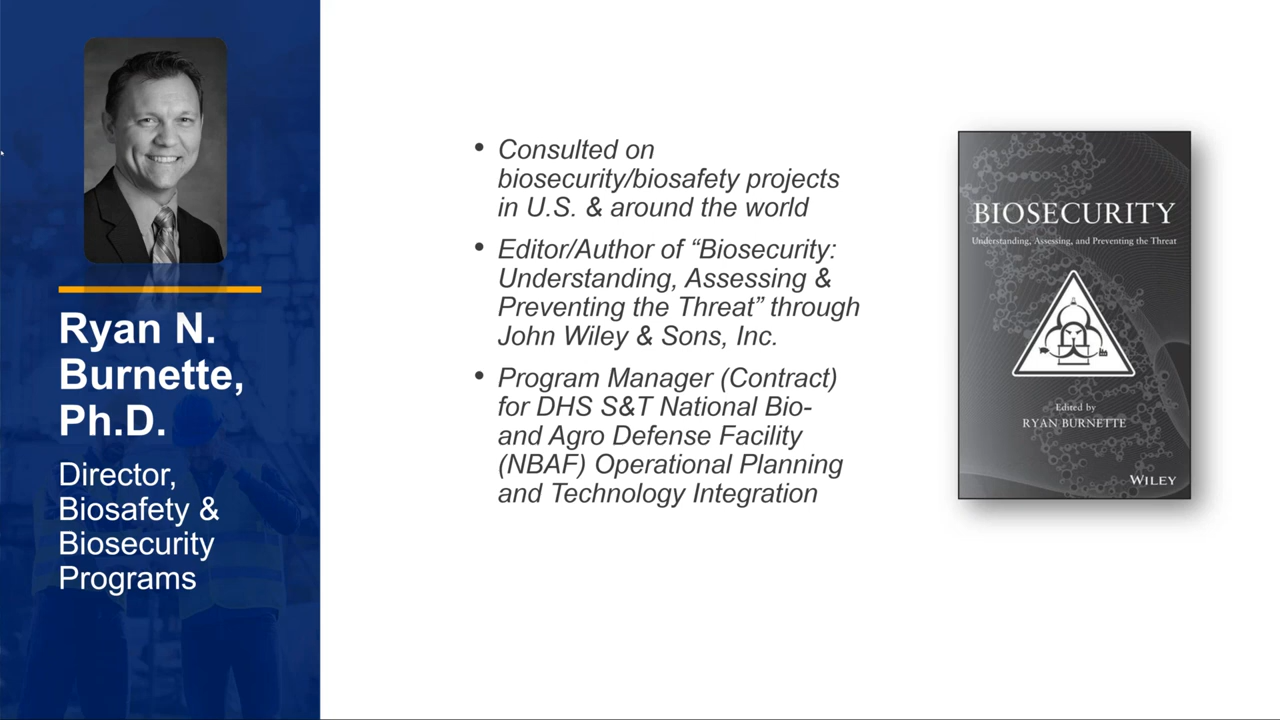 Ryan N.
Burnette,
Ph.D.
Director,
Biosafety &
Biosecurity
Programs
• Consulted on
biosecurity/biosafety projects
in U.S. & around the world
• Editor/Author of “Biosecurity:
Understanding, Assessing &
Preventing the Threat” through
John Wiley & Sons, Inc.
• Program Manager (Contract)
for DHS S&T National Bio-
and Agro Defense Facility
(NBAF) Operational Planning
and Technology Integration
BIOSECURITY
Understanding, Assessing, and Preventing the Threat
Edited by
RYAN BURNETTE
WILEY